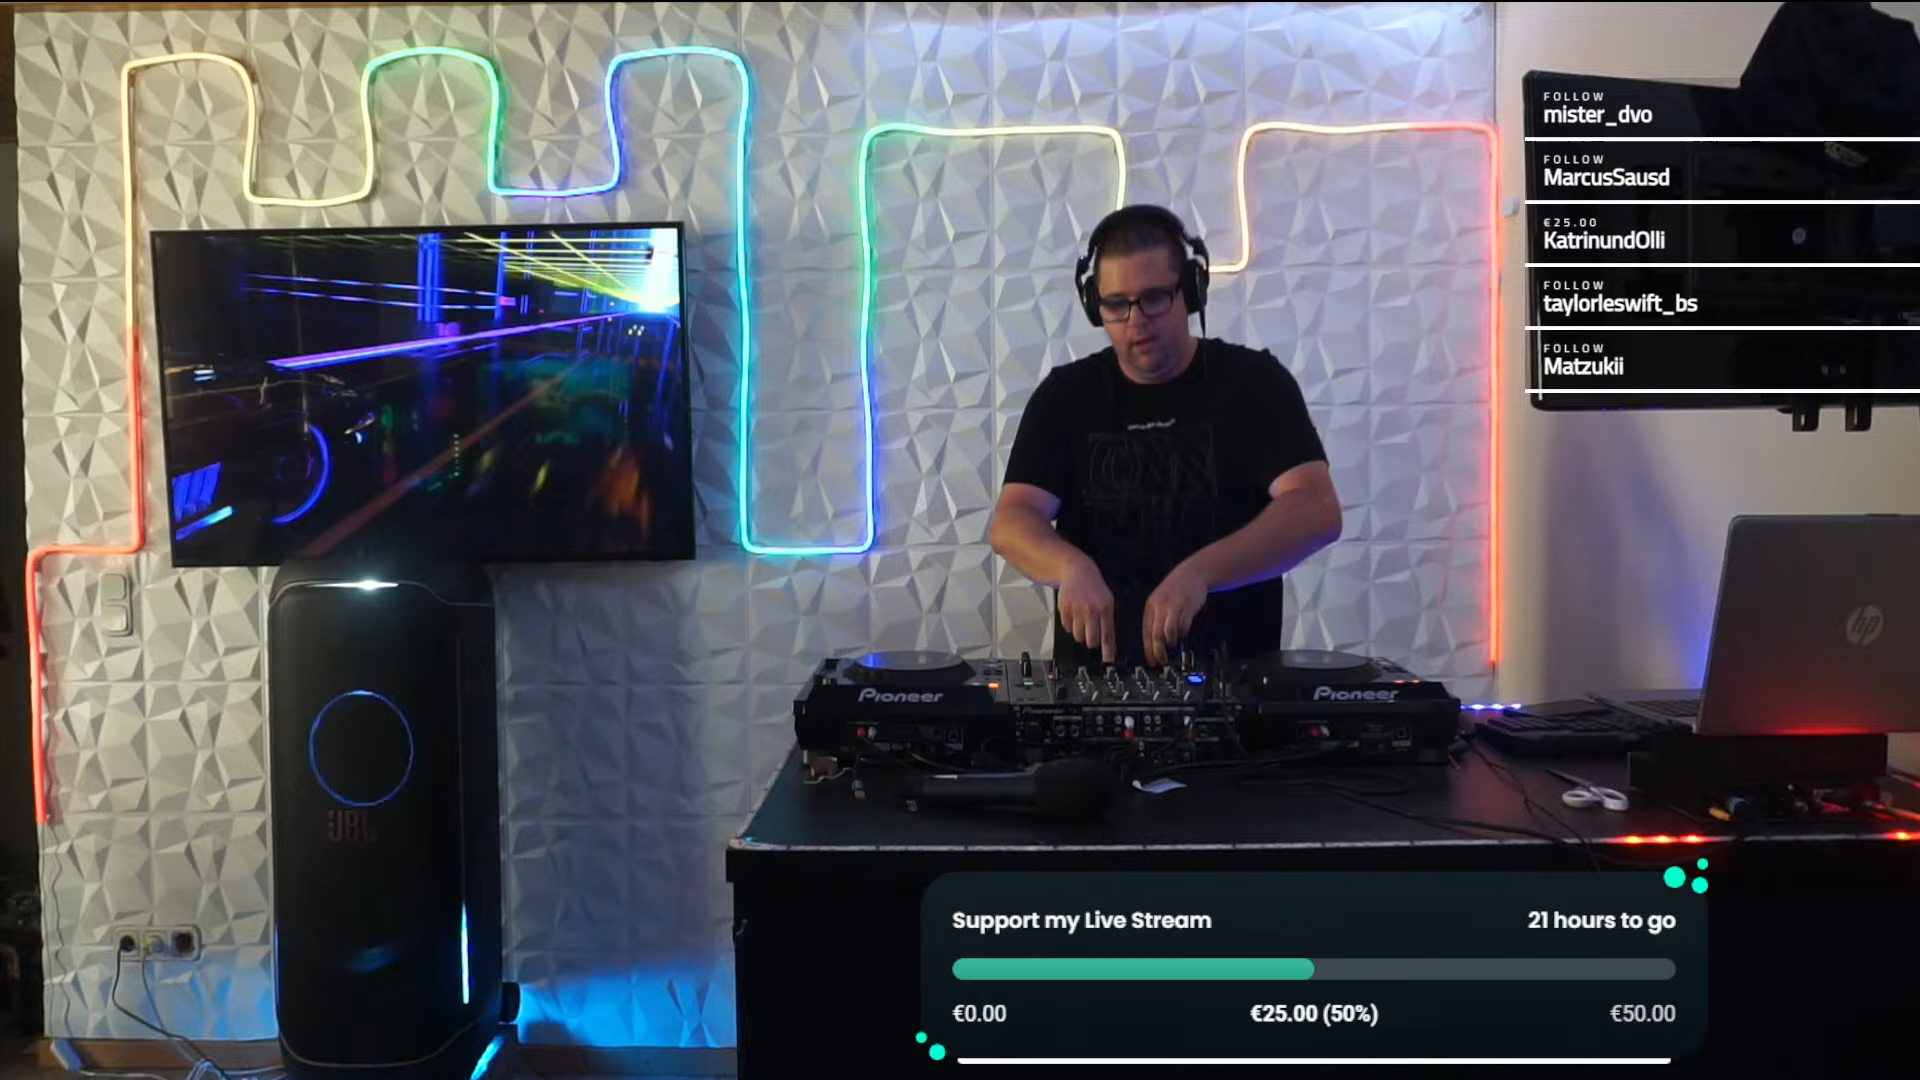 FOLLOW
mister_dvo
FOLLOW
MarcusSausd
€25.00
KatrinundOlli
FOLLOW
taylorleswift_bs
FOLLOW
Matzukii
hp
Pioneer
Pioneer
JBL
Support my Live Stream
21 hours to go
€0.00
€25.00 (50%)
€50.00